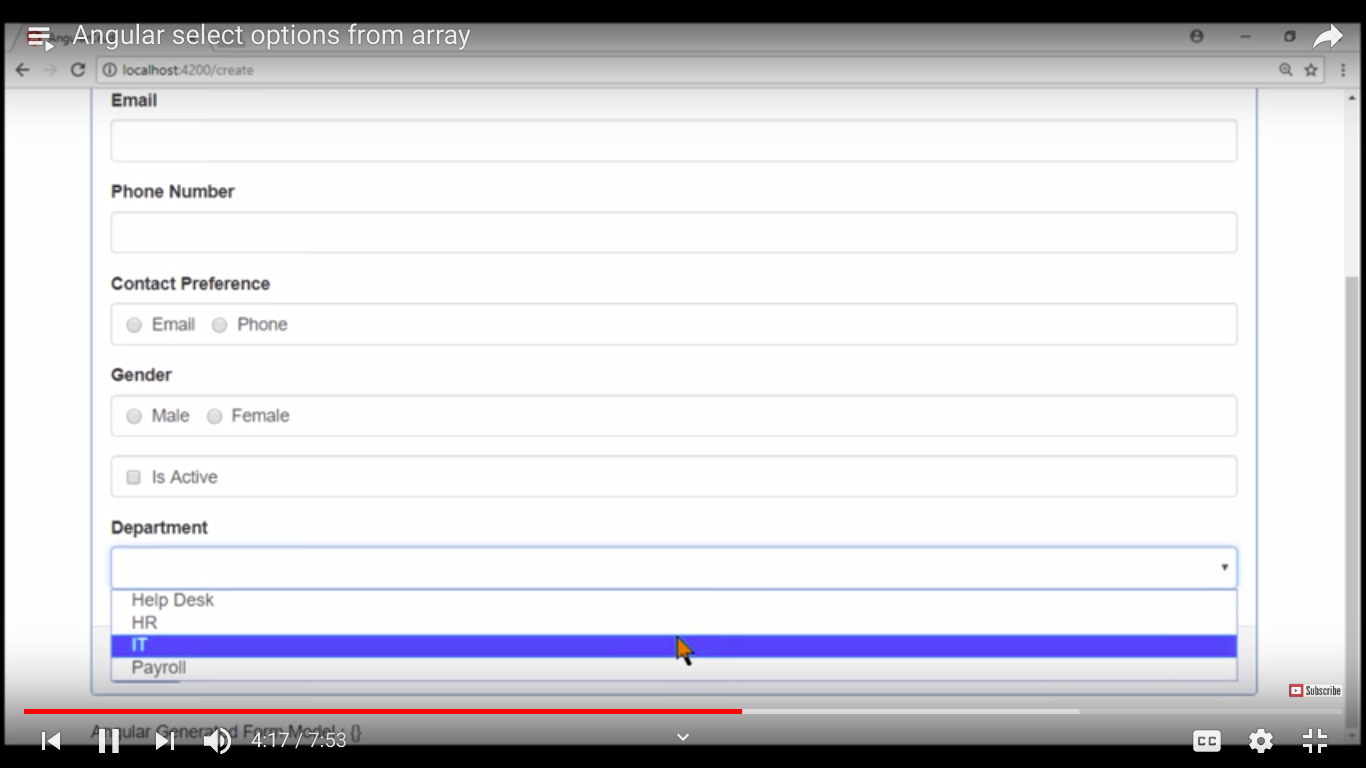 Angular select options from array
localhost:4200/create
Email
Phone Number
Contact Preference
Email Phone
Gender
Male Female
Is Active
Department
Help Desk
HR
IT
Payroll
Subscribe
Angular Generated Form Model : {}
4:17 / 7:53
CC